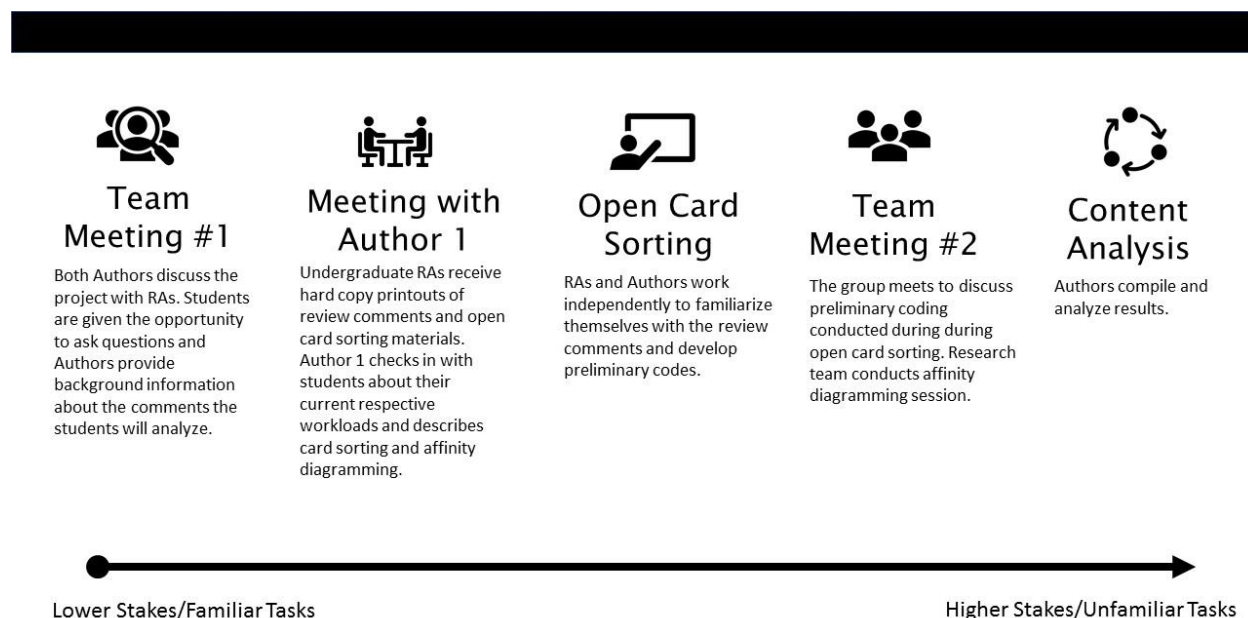 Team
Meeting #1
Both Authors discuss the
project with RAs. Students
are given the opportunity
to ask questions and
Authors provide
background information
about the comments the
students will analyze.
Meeting with
Author 1
Undergraduate RAs receive
hard copy printouts of
review comments and open
card sorting materials.
Author 1 checks in with
students about their
current respective
workloads and describes
card sorting and affinity
diagramming.
Open Card
Sorting
RAs and Authors work
independently to familiarize
themselves with the review
comments and develop
preliminary codes.
Team
Meeting #2
The group meets to discuss
preliminary coding
conducted during during
open card sorting. Research
team conducts affinity
diagramming session.
Content
Analysis
Authors compile and
analyze results.
Lower Stakes/Familiar Tasks
Higher Stakes/Unfamiliar Tasks